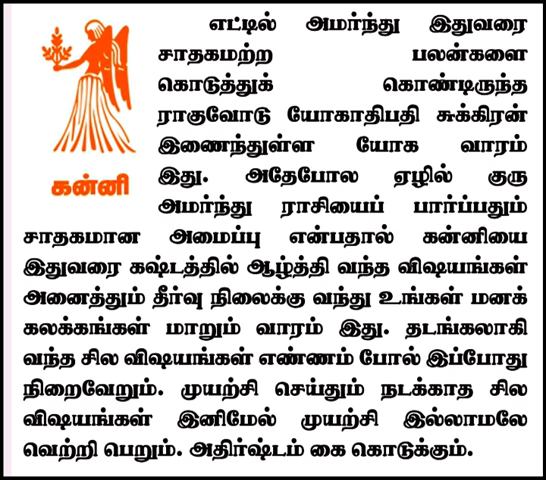 எட்டில் அமர்ந்து இதுவரை
சாதகமற்ற பலன்களை
கொடுத்துக் கொண்டிருந்த
ராகுவோடு யோகாதிபதி சுக்கிரன்
இணைந்துள்ள யோக வாரம்
இது. அதேபோல ஏழில் குரு
அமர்ந்து ராசியைப் பார்ப்பதும்
கன்னி
சாதகமான அமைப்பு என்பதால் கன்னியை
இதுவரை கஷ்டத்தில் ஆழ்த்தி வந்த விஷயங்கள்
அனைத்தும் தீர்வு நிலைக்கு வந்து உங்கள் மனக்
கலக்கங்கள் மாறும் வாரம் இது. தடங்கலாகி
வந்த சில விஷயங்கள் எண்ணம் போல் இப்போது
நிறைவேறும். முயற்சி செய்தும் நடக்காத சில
விஷயங்கள் இனிமேல் முயற்சி இல்லாமலே
வெற்றி பெறும். அதிர்ஷ்டம் கை கொடுக்கும்.